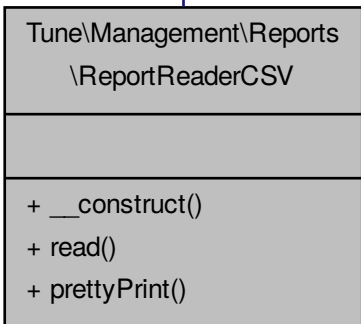 Tune\Management\Reports
\ReportReaderCSV
+ __construct()
+ read()
+ prettyPrint()